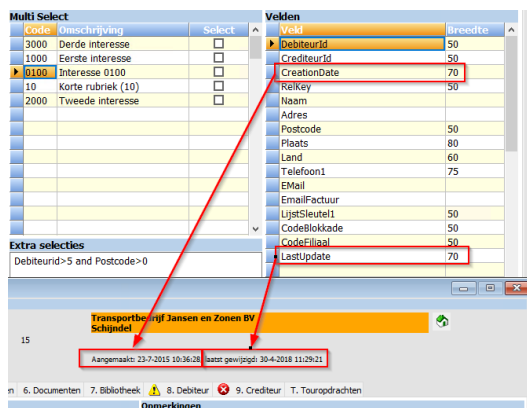 Multi Select
Code Omschrijving Select
3000 Derde interesse
1000 Eerste interesse
0100 Interesse 0100
10 Korte rubriek (10)
2000 Tweede interesse
Extra selecties
Debiteurid>5 and Postcode>0
Velden
Veld Breedte
DebiteurId 50
CrediteurId 50
CreationDate 70
RelKey 50
Naam
Adres
Postcode 50
Plaats 80
Land 60
Telefoon1 75
EMail
EmailFactuur
LijstSleutel1 50
CodeBlokkade 50
CodeFiliaal 50
LastUpdate 70
Transportbedrijf Jansen en Zonen BV
Schijndel
15
Aangemaakt: 23-7-2015 10:36:28 laatst gewijzigd: 30-4-2018 11:29:21
en 6. Documenten 7. Bibliotheek 8. Debiteur 9. Crediteur T. Touropdrachten
Opmerkingen